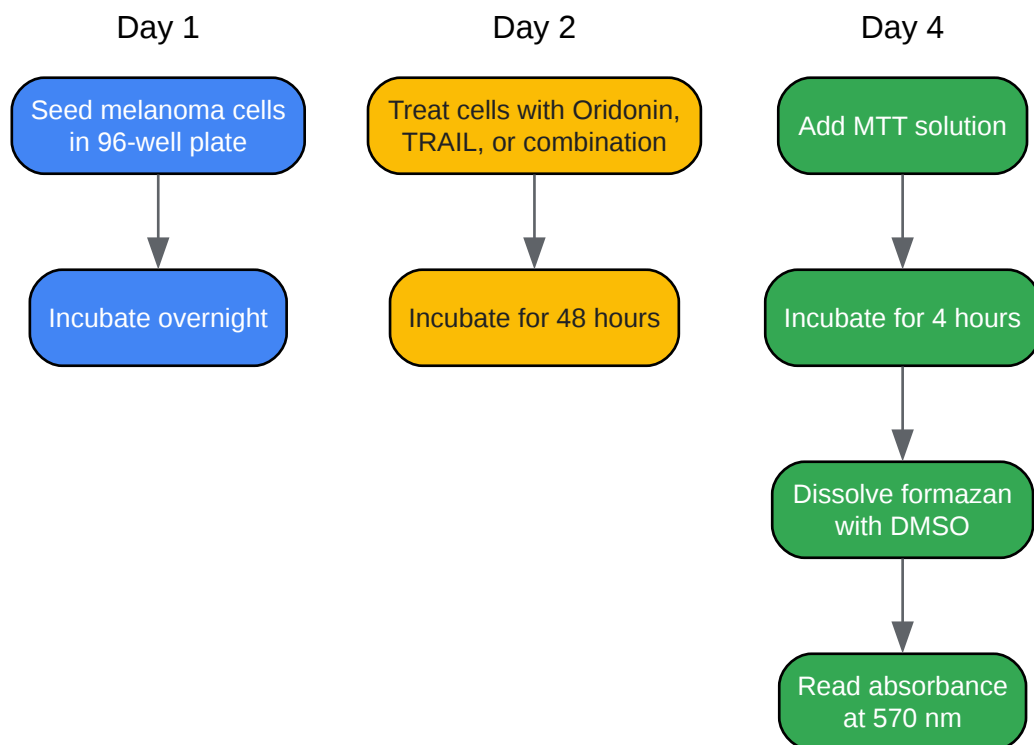 Day 1
Seed melanoma cells
in 96-well plate
Incubate overnight
Day 2
Treat cells with Oridonin,
TRAIL, or combination
Incubate for 48 hours
Day 4
Add MTT solution
Incubate for 4 hours
Dissolve formazan
with DMSO
Read absorbance
at 570 nm